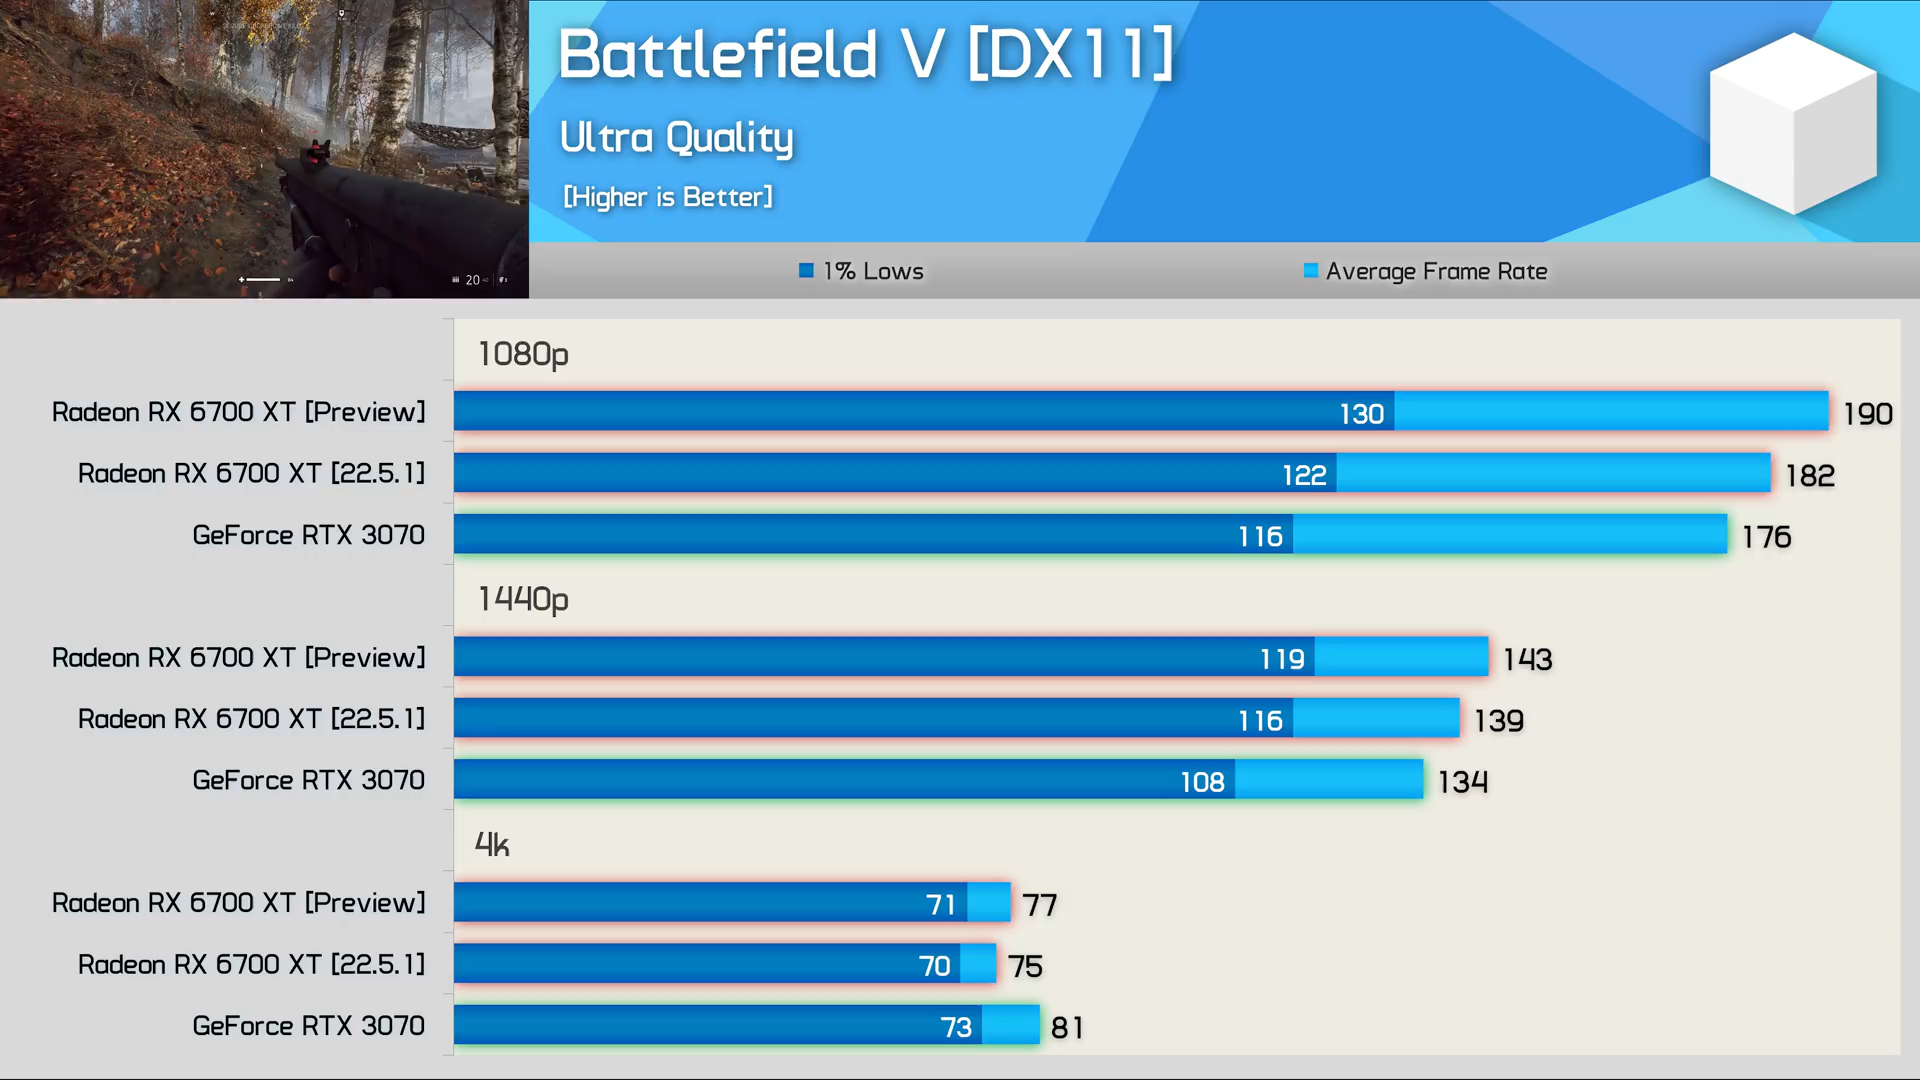 Battlefield V [DX11]
Ultra Quality
[Higher is Better]
1% Lows
Average Frame Rate
1080p
Radeon RX 6700 XT [Preview] 130 190
Radeon RX 6700 XT [22.5.1] 122 182
GeForce RTX 3070 116 176
1440p
Radeon RX 6700 XT [Preview] 119 143
Radeon RX 6700 XT [22.5.1] 116 139
GeForce RTX 3070 108 134
4k
Radeon RX 6700 XT [Preview] 71 77
Radeon RX 6700 XT [22.5.1] 70 75
GeForce RTX 3070 73 81
20